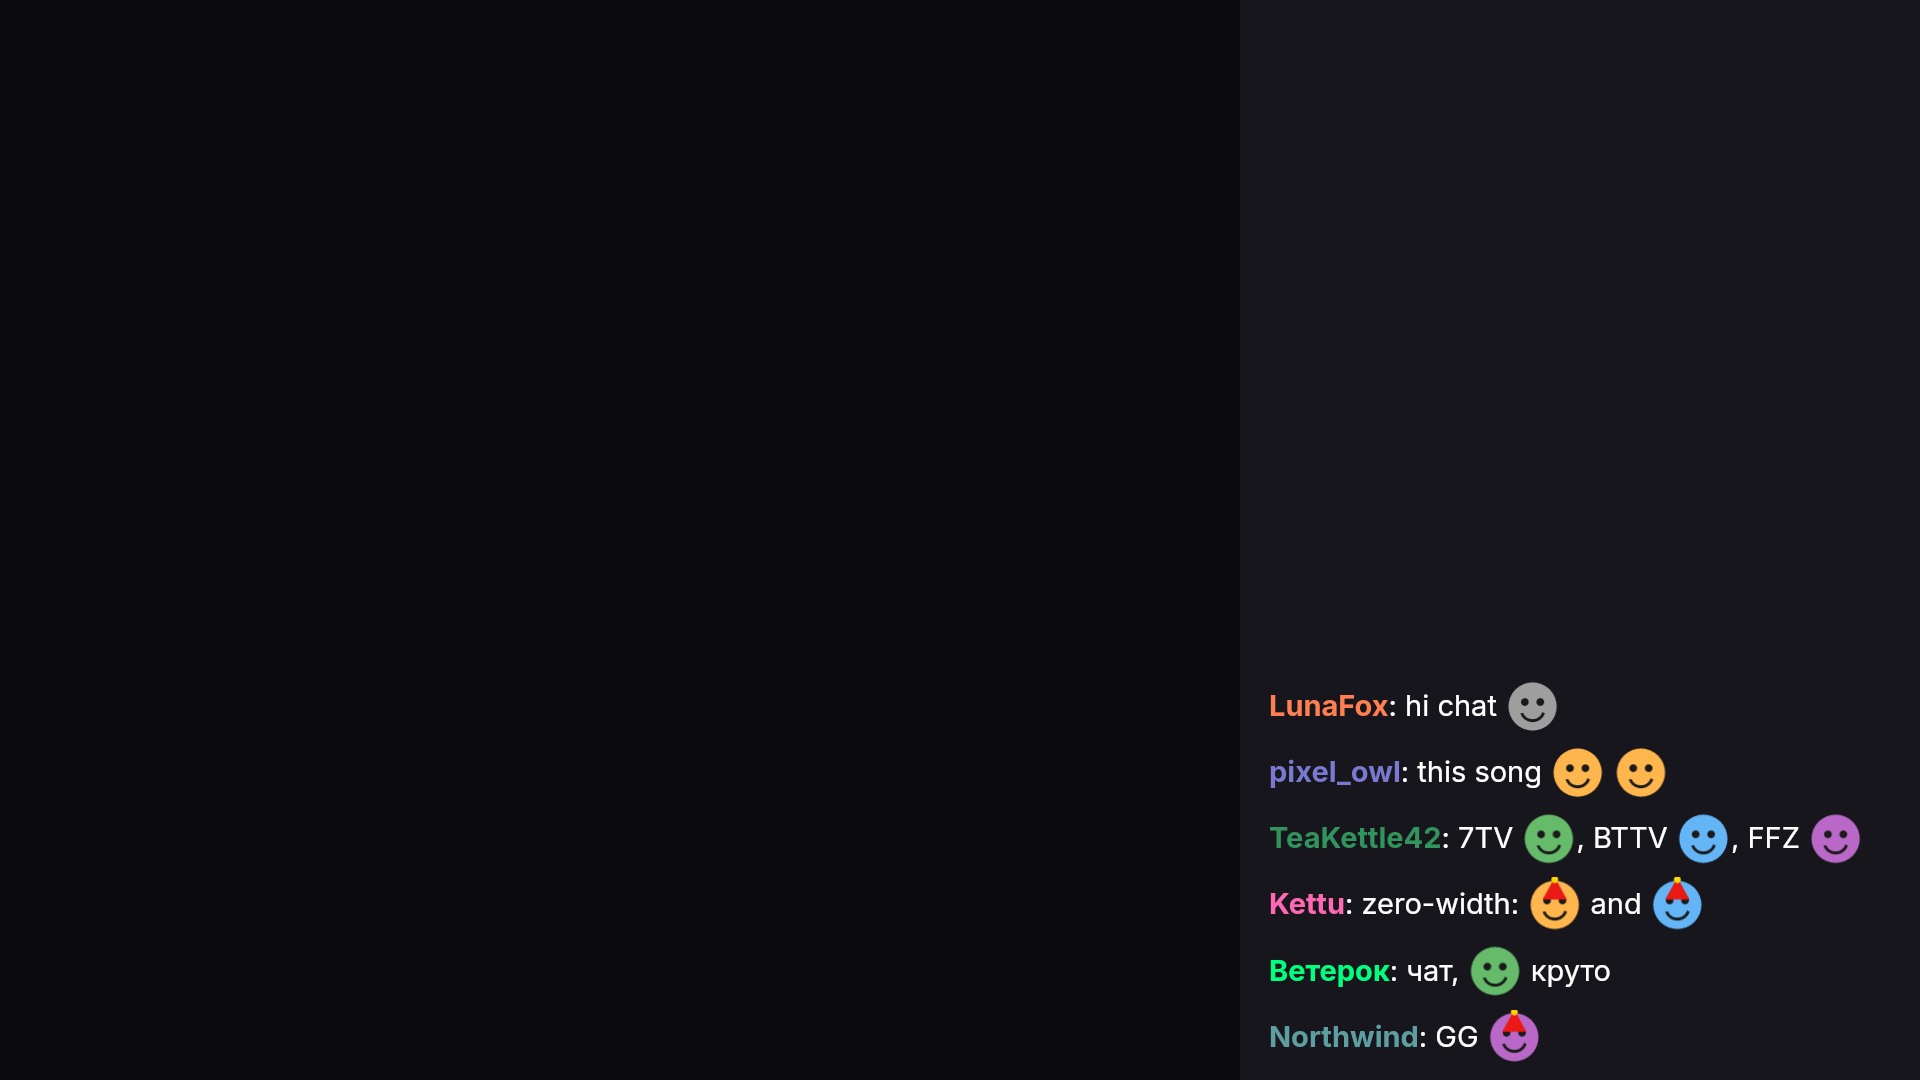 LunaFox: hi chat
pixel_owl: this song
TeaKettle42: 7TV , BTTV , FFZ
Kettu: zero-width: and
Ветерок: чат, круто
Northwind: GG